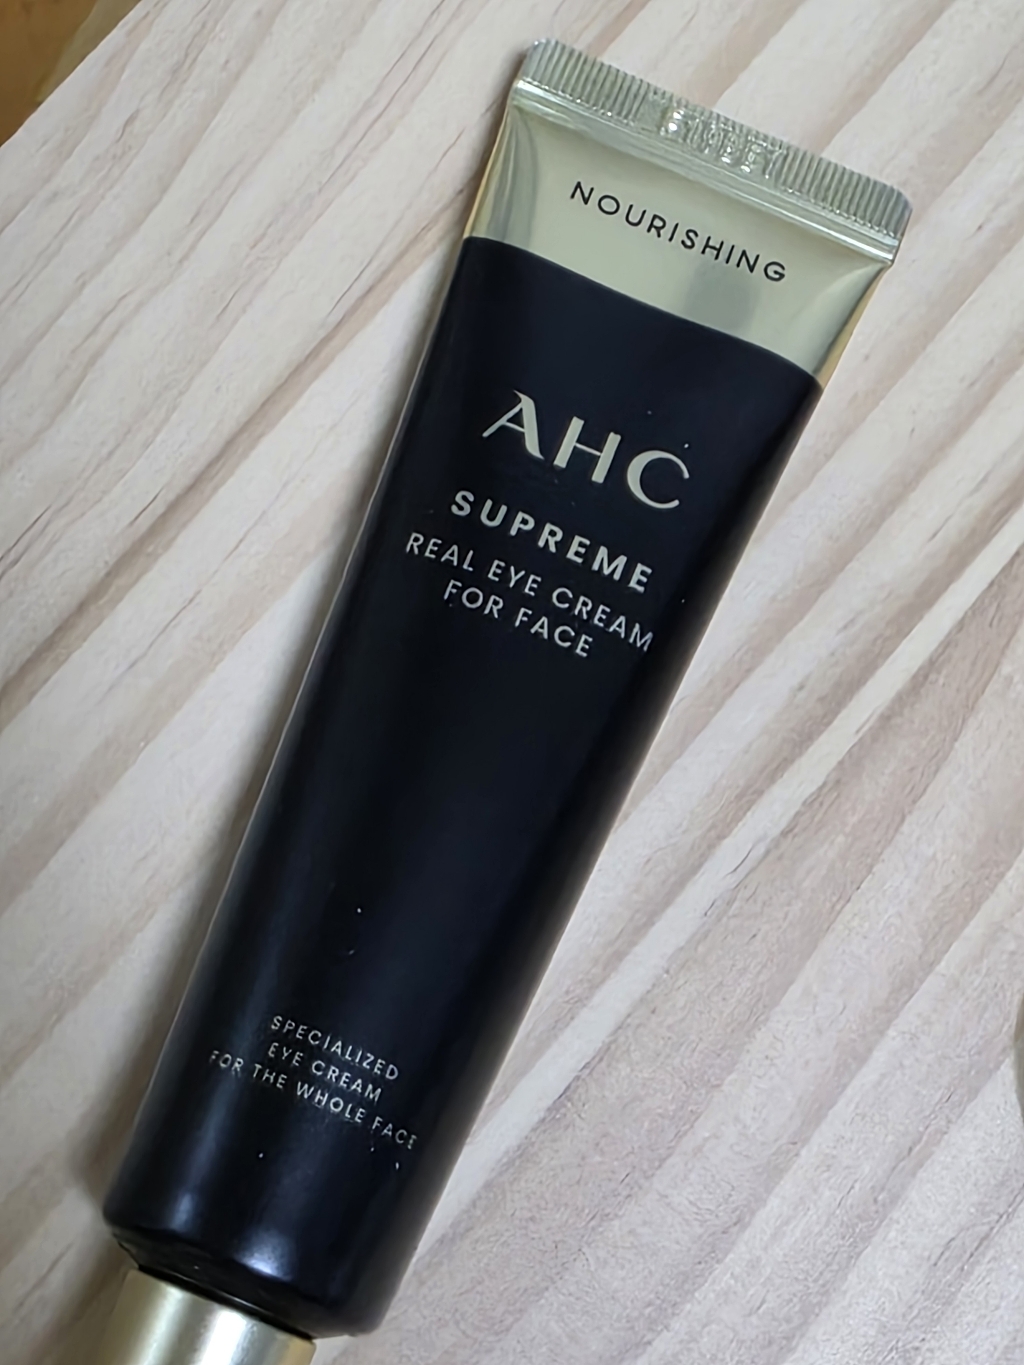 NOURISHING
AHC
SUPREME
REAL EYE CREAM
FOR FACE
SPECIALIZED
EYE CREAM
FOR THE WHOLE FACE